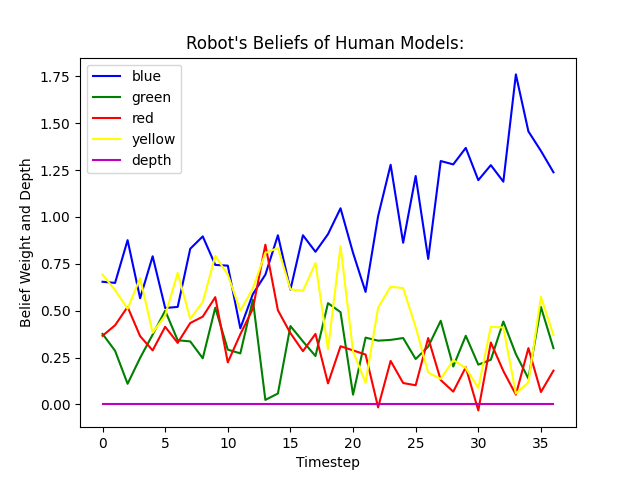 Robot's Beliefs of Human Models:
blue
green
red
yellow
depth
Belief Weight and Depth
1.75
1.50
1.25
1.00
0.75
0.50
0.25
0.00
0 5 10 15 20 25 30 35
Timestep